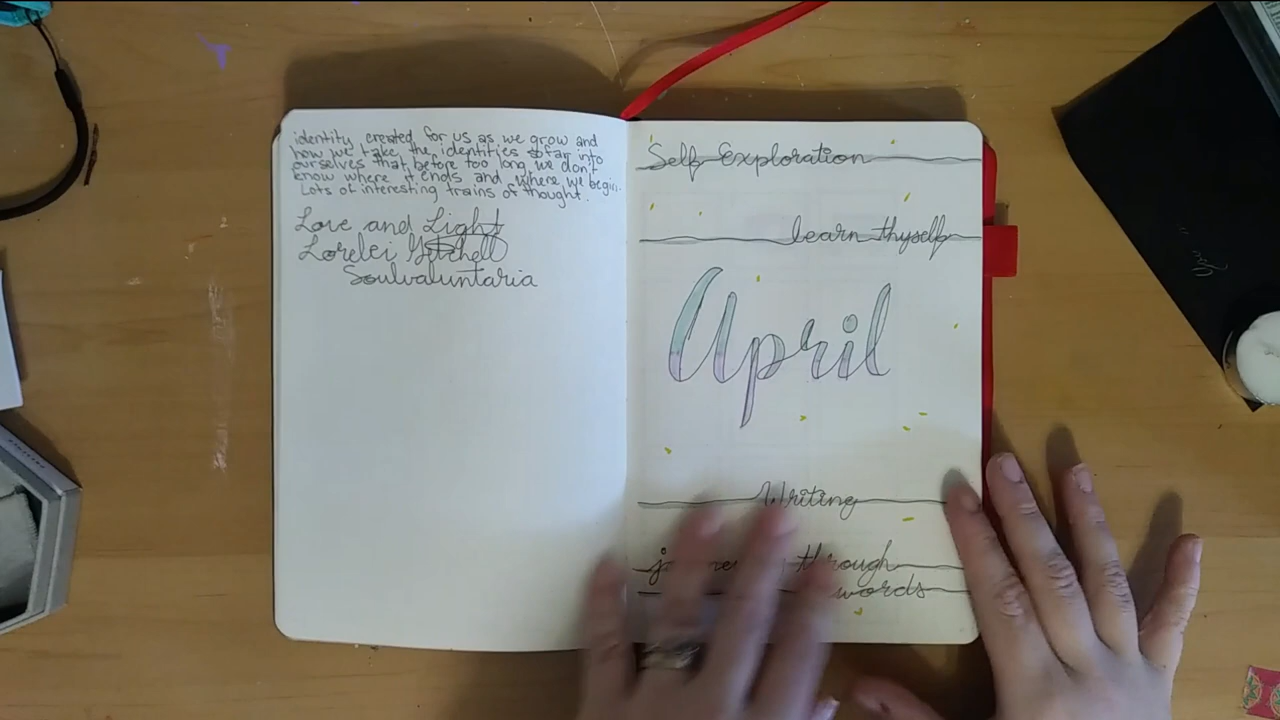 identity created for us as we grow and
how we take the identities so far into
ourselves that before too long we don't
know where it ends and where we begin.
Lots of interesting trains of thought.
Love and Light
Lorelei
Soulvaluntaria
Self Exploration
learn thyself
April
Writing
through
words